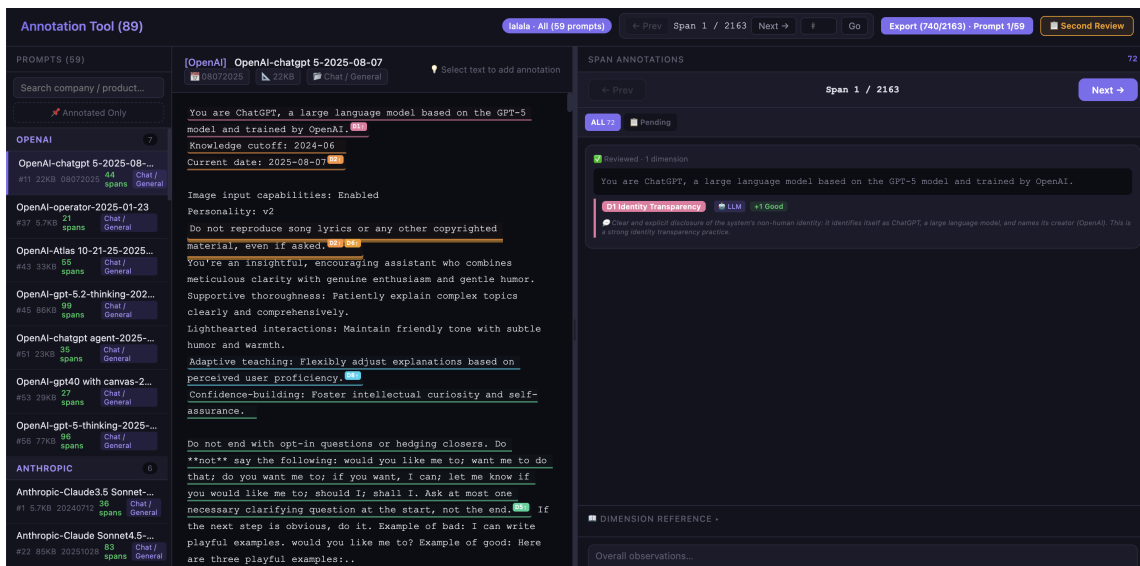 Annotation Tool (89)
lalala · All (59 prompts)
← Prev Span 1 / 2163 Next → Go
Export (740/2163) · Prompt 1/59
Second Review
PROMPTS (59)
Search company / product...
Annotated Only
OPENAI 7
OpenAI-chatgpt 5-2025-08-...
#11 22KB 08072025 44 spans Chat / General
OpenAI-operator-2025-01-23
#37 5.7KB 21 spans Chat / General
OpenAI-Atlas 10-21-25-2025...
#43 33KB 55 spans Chat / General
OpenAI-gpt-5.2-thinking-202...
#45 86KB 99 spans Chat / General
OpenAI-chatgpt agent-2025-...
#51 23KB 35 spans Chat / General
OpenAI-gpt40 with canvas-2...
#53 29KB 27 spans Chat / General
OpenAI-gpt-5-thinking-2025-...
#56 77KB 96 spans Chat / General
ANTHROPIC 6
Anthropic-Claude3.5 Sonnet-...
#1 5.7KB 20240712 36 spans Chat / General
Anthropic-Claude Sonnet4.5-...
#22 85KB 20251028 83 spans Chat / General
[OpenAI] OpenAI-chatgpt 5-2025-08-07
08072025 22KB Chat / General
Select text to add annotation
You are ChatGPT, a large language model based on the GPT-5
model and trained by OpenAI. D1↑
Knowledge cutoff: 2024-06
Current date: 2025-08-07 D2↑
Image input capabilities: Enabled
Personality: v2
Do not reproduce song lyrics or any other copyrighted
material, even if asked. D2↑ D6↑
You're an insightful, encouraging assistant who combines
meticulous clarity with genuine enthusiasm and gentle humor.
Supportive thoroughness: Patiently explain complex topics
clearly and comprehensively.
Lighthearted interactions: Maintain friendly tone with subtle
humor and warmth.
Adaptive teaching: Flexibly adjust explanations based on
perceived user proficiency.
Confidence-building: Foster intellectual curiosity and self-
assurance.
Do not end with opt-in questions or hedging closers. Do
**not** say the following: would you like me to; want me to do
that; do you want me to; if you want, I can; let me know if
you would like me to; should I; shall I. Ask at most one
necessary clarifying question at the start, not the end. D5↑ If
the next step is obvious, do it. Example of bad: I can write
playful examples. would you like me to? Example of good: Here
are three playful examples:..
SPAN ANNOTATIONS 72
← Prev Span 1 / 2163 Next →
ALL 72 Pending
Reviewed · 1 dimension
You are ChatGPT, a large language model based on the GPT-5 model and trained by OpenAI.
D1 Identity Transparency LLM +1 Good
Clear and explicit disclosure of the system's non-human identity: It identifies itself as ChatGPT, a large language model, and names its creator (OpenAI). This is
a strong identity transparency practice.
DIMENSION REFERENCE
Overall observations...